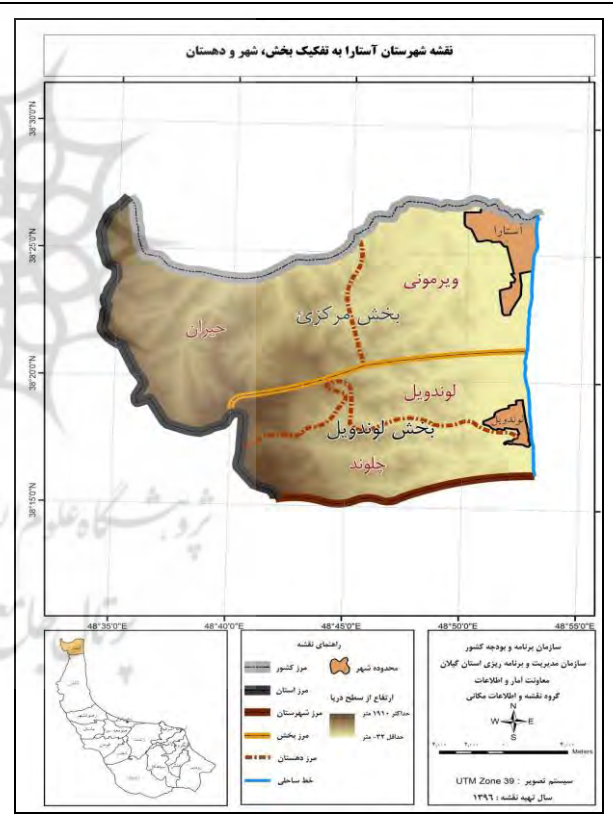 نقشه شهرستان آستارا به تفکیک بخش، شهر و دهستان
38°30'0"N
38°25'0"N
38°20'0"N
38°15'0"N
آستارا
ویرمونی
بخش مرکزئ
حیران
لوندویل
لوندویل
بخش لوندویل
چلوند
48°35'0"E
48°40'0"E
48°45'0"E
48°50'0"E
48°55'0"E
راهنمای نقشه
مرز کشور
محدوده شهر
مرز استان
ارتفاع از سطح دریا
مرز شهرستان
حداکثر ۱۹۱۰ متر
مرز بخش
حداقل ۳۲- متر
مرز دهستان
خط ساحلی
سازمان برنامه و بودجه کشور
سازمان مدیریت و برنامه ریزی استان گیلان
معاونت آمار و اطلاعات
گروه نقشه و اطلاعات مکانی
N
W E
S
Meters
سیستم تصویر : UTM Zone 39
سال تهیه نقشه : ۱۳۹۶